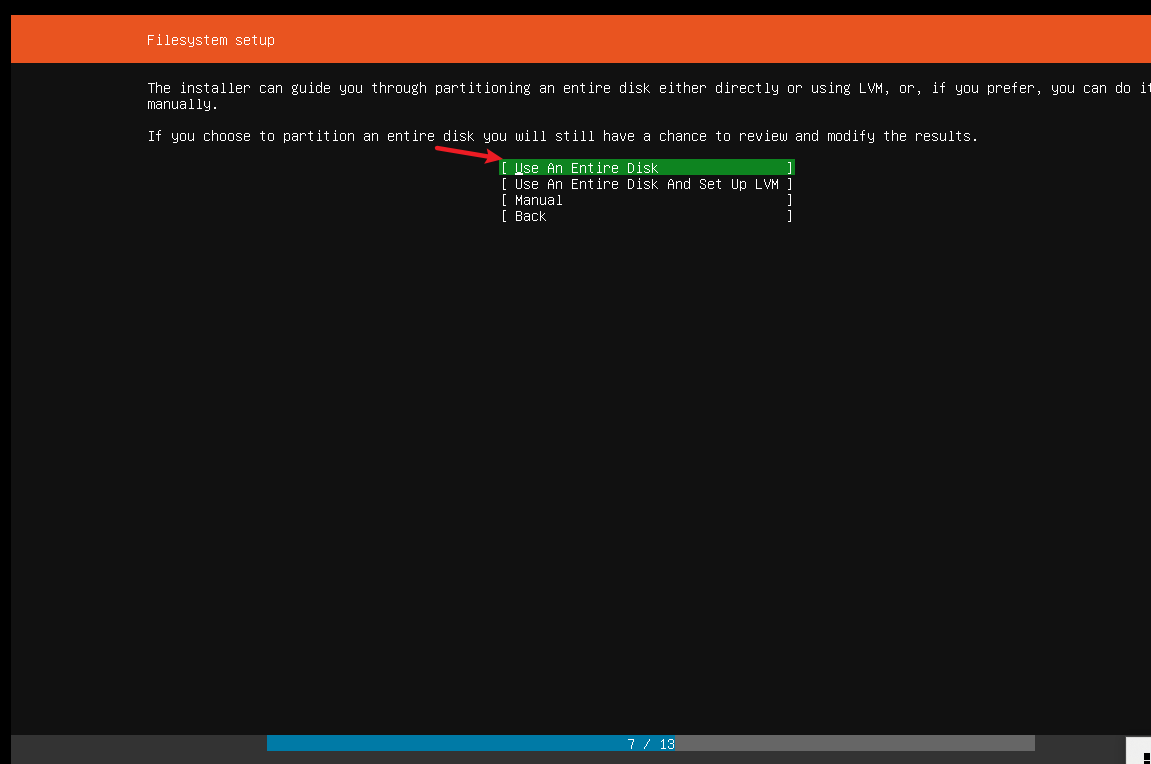 Filesystem setup
The installer can guide you through partitioning an entire disk either directly or using LVM, or, if you prefer, you can do it
manually.
If you choose to partition an entire disk you will still have a chance to review and modify the results.
[ Use An Entire Disk ]
[ Use An Entire Disk And Set Up LVM ]
[ Manual ]
[ Back ]
7 / 13